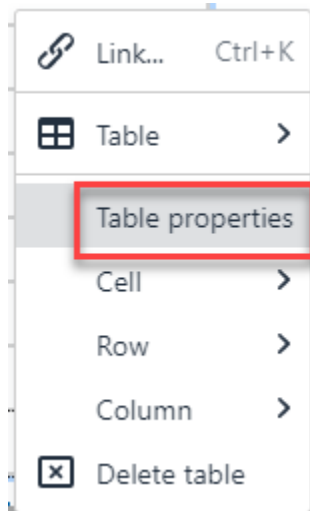 Link... Ctrl+K
Table
Table properties
Cell
Row
Column
Delete table